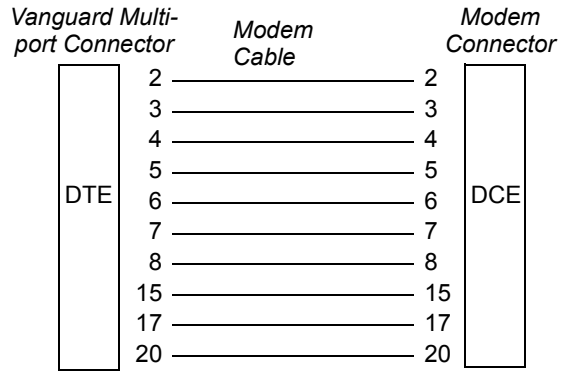 Vanguard Multi-
port Connector
Modem
Cable
Modem
Connector
2 2
3 3
4 4
5 5
DTE
DCE
6 6
7 7
8 8
15 15
17 17
20 20